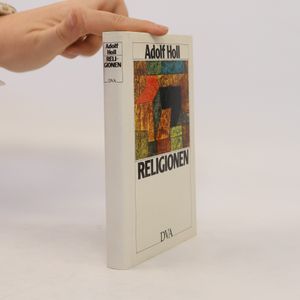 Adolf Holl
RELI-
GIONEN
DVA
Adolf Holl
RELIGIONEN
DVA